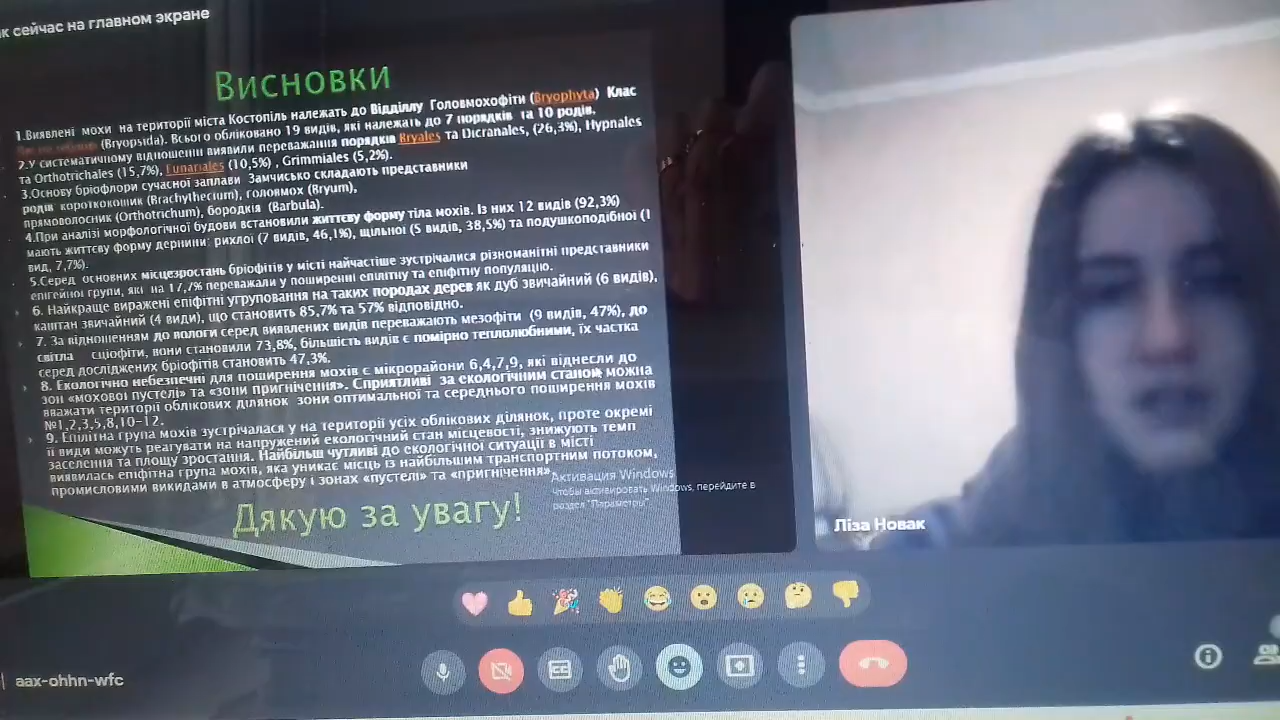 к сейчас на главном экране
Висновки
1.Виявлені мохи на території міста Костопіль належать до Відділлу Головмохофіти (Bryophyta) Клас
(Bryopsida). Всього обліковано 19 видів, які належать до 7 порядків та 10 родів.
2.У систематичному відношенні виявили переважання порядків Bryales та Dicranales, (26,3%), Hypnales
та Orthotrichales (15,7%), Funariales (10,5%) , Grimmiales (5,2%).
3.Основу бріофлори сучасної заплави Замчисько складають представники
родів короткокошик (Brachythecium), головмох (Bryum),
прямоволосник (Orthotrichum), бородкія (Barbula).
4.При аналізі морфологічної будови встановили життєву форму тіла мохів. Із них 12 видів (92,3%)
мають життєву форму дернини: рихлої (7 видів, 46,1%), щільної (5 видів, 38,5%) та подушкоподібної (1
вид, 7,7%).
5.Серед основних місцезростань бріофітів у місті найчастіше зустрічалися різноманітні представники
епігейної групи, які на 17,7% переважали у поширенні епілітну та епіфітну популяцію.
6. Найкраще виражені епіфітні угруповання на таких породах дерев як дуб звичайний (6 видів),
каштан звичайний (4 види), що становить 85,7% та 57% відповідно.
7. За відношенням до вологи серед виявлених видів переважають мезофіти (9 видів, 47%), до
світла сціофіти, вони становили 73,8%, більшість видів є помірно теплолюбними, їх частка
серед досліджених бріофітів становить 47,3%.
8. Екологічно небезпечні для поширення мохів є мікрорайони 6,4,7,9, які віднесли до
зон «мохової пустелі» та «зони пригнічення». Сприятливі за екологічним станом можна
вважати території облікових ділянок зони оптимальної та середнього поширення мохів
№1,2,3,5,8,10-12.
9. Епілітна група мохів зустрічалася у на території усіх облікових ділянок, проте окремі
її види можуть реагувати на напружений екологічний стан місцевості, знижують темп
заселення та площу зростання. Найбільш чутливі до екологічної ситуації в місті
виявилась епіфітна група мохів, яка уникає місць із найбільшим транспортним потоком,
промисловими викидами в атмосферу і зонах «пустелі» та «пригнічення»
Дякую за увагу!
Активация Windows
Чтобы активировать Windows, перейдите в
раздел "Параметры".
Ліза Новак
aax-ohhn-wfc